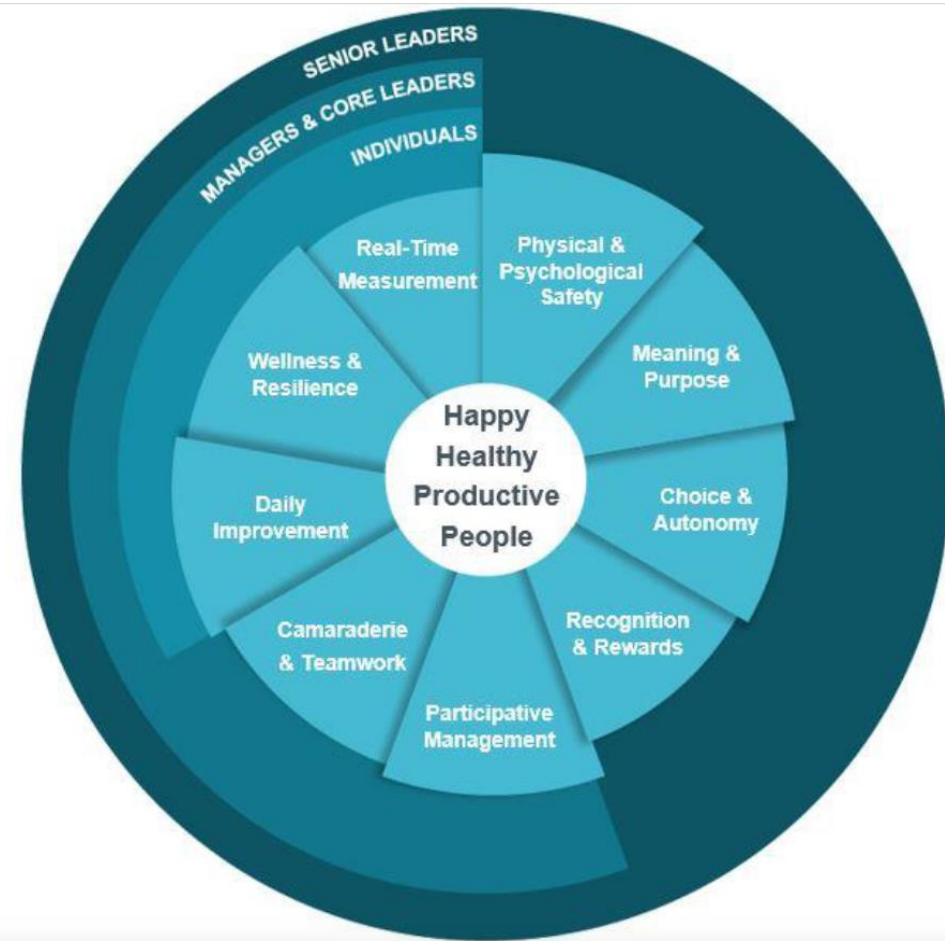 SENIOR LEADERS
MANAGERS & CORE LEADERS
INDIVIDUALS
Real-Time
Measurement
Physical &
Psychological
Safety
Meaning &
Purpose
Choice &
Autonomy
Recognition
& Rewards
Participative
Management
Camaraderie
& Teamwork
Daily
Improvement
Wellness &
Resilience
Happy
Healthy
Productive
People